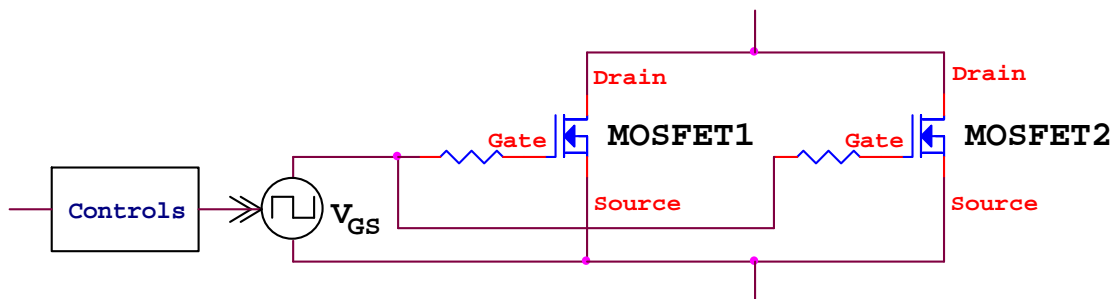 Drain
Drain
Gate
MOSFET1
Gate
MOSFET2
Controls
VGS
Source
Source